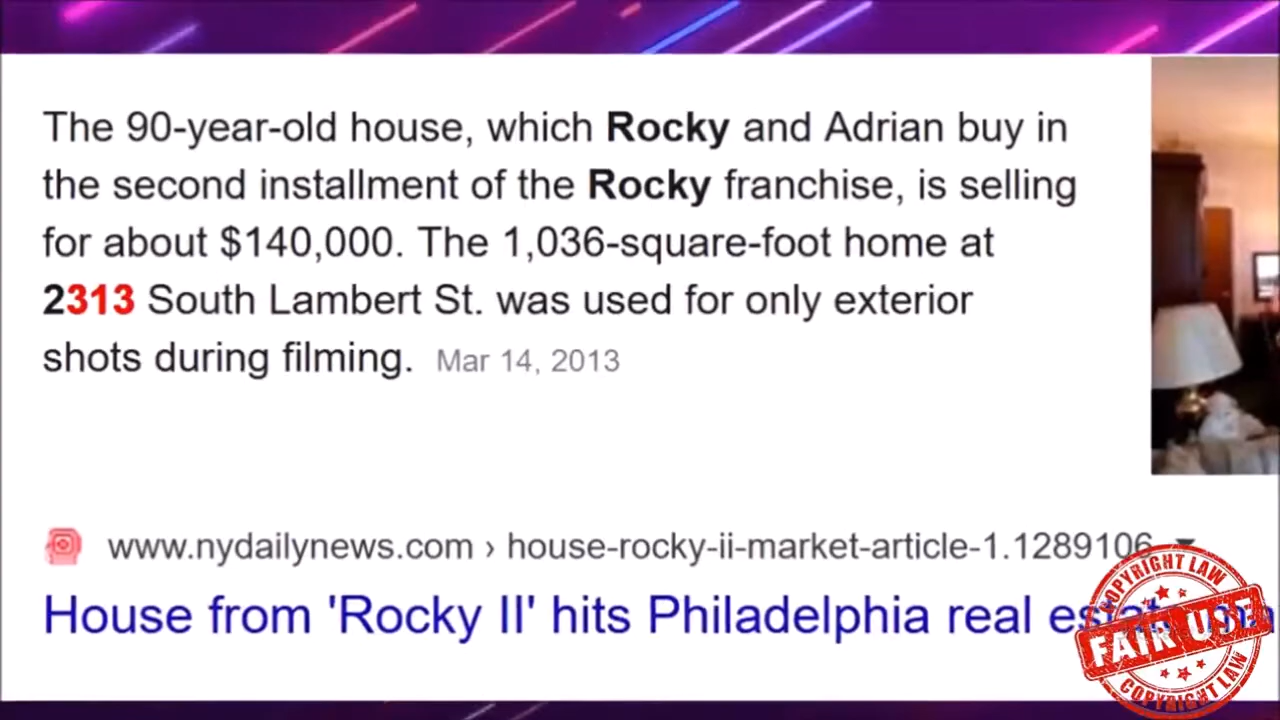 The 90-year-old house, which Rocky and Adrian buy in
the second installment of the Rocky franchise, is selling
for about $140,000. The 1,036-square-foot home at
2313 South Lambert St. was used for only exterior
shots during filming. Mar 14, 2013
www.nydailynews.com › house-rocky-ii-market-article-1.1289106
House from 'Rocky II' hits Philadelphia real
COPYRIGHT LAW
FAIR USE
COPYRIGHT LAW